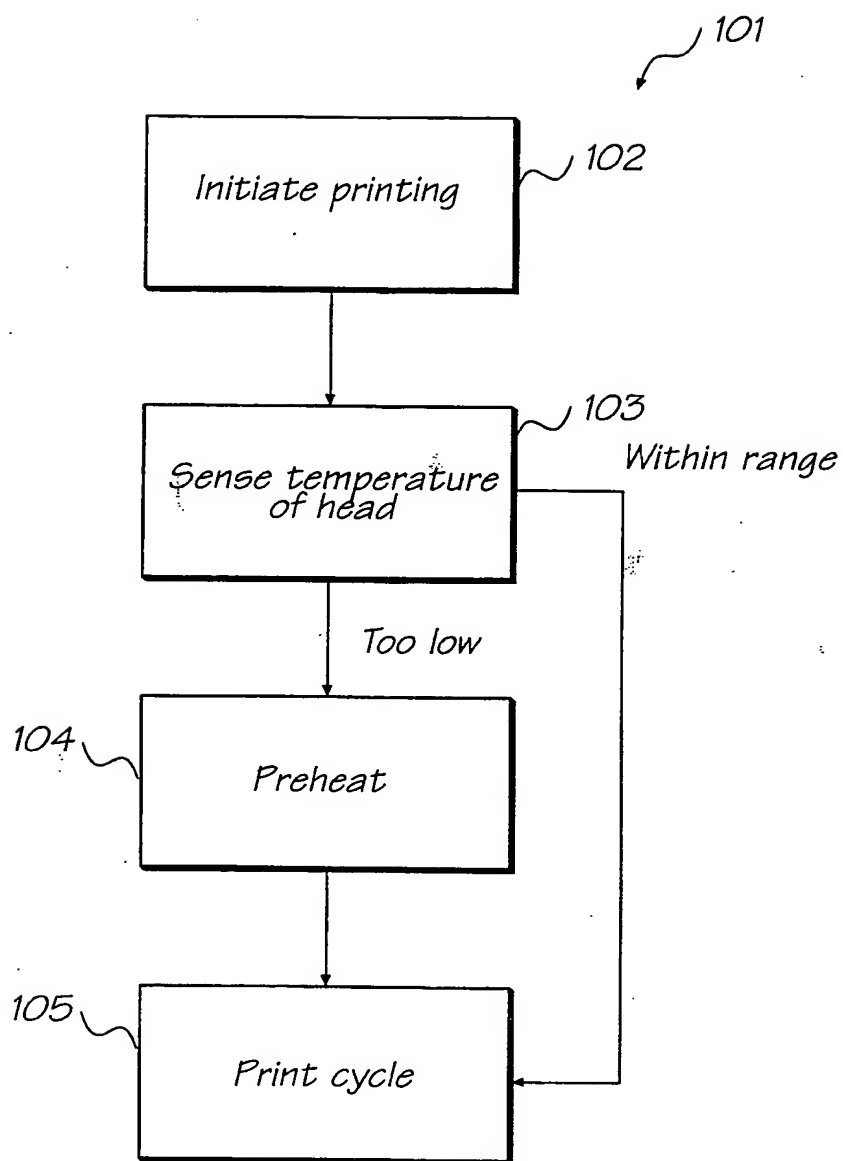 101
Initiate printing
102
Sense temperature
of head
103
Within range
Too low
104
Preheat
105
Print cycle